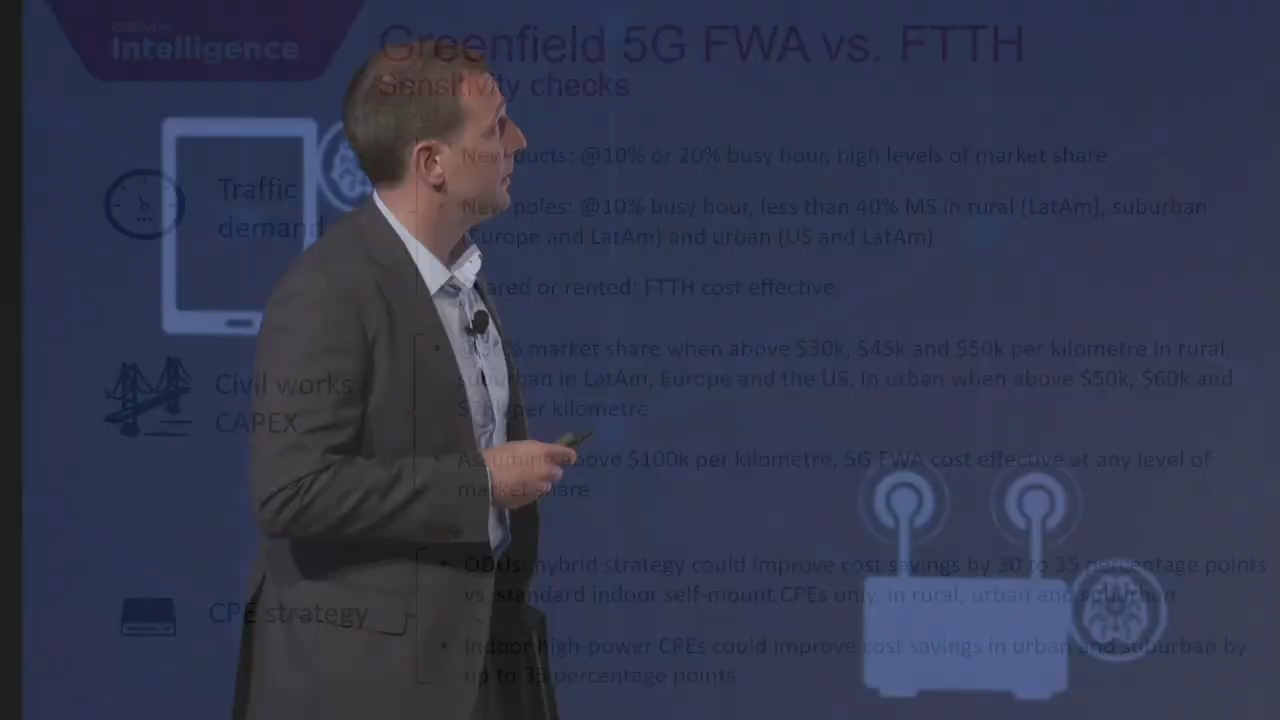 Intelligence
Greenfield 5G FWA vs. FTTH
Sensitivity checks
Traffic
demand
New ducts: @10% or 20% busy hour, high levels of market share
New poles: @10% busy hour, less than 40% MS in rural (LatAm), suburban
(Europe and LatAm) and urban (US and LatAm)
ared or rented: FTTH cost effective
Civil works
CAPEX
market share when above $30k, $45k and $50k per kilometre in rural,
suburban in LatAm, Europe and the US. In urban when above $50k, $60k and
per kilometre
Assuming above $100k per kilometre, 5G FWA cost effective at any level of
market share
CPE strategy
ODUs: hybrid strategy could improve cost savings by 30 to 35 percentage points
vs. standard indoor self-mount CPEs only, in rural, urban and suburban
Indoor high-power CPEs could improve cost savings in urban and suburban by
up to 35 percentage points